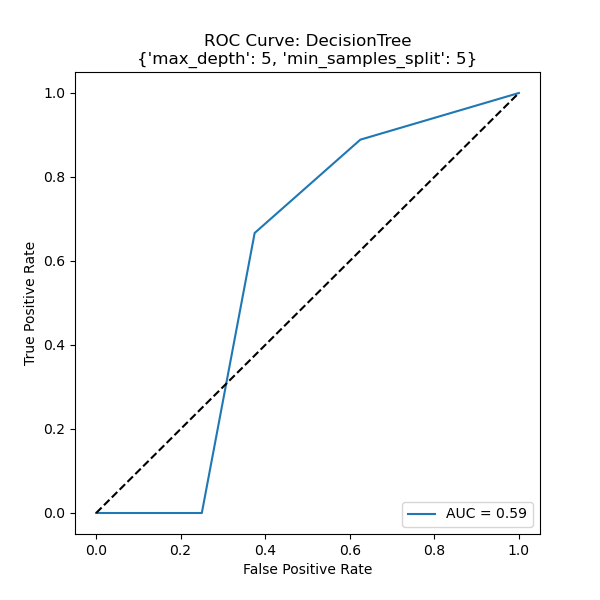 ROC Curve: DecisionTree
{'max_depth': 5, 'min_samples_split': 5}
True Positive Rate
1.0
0.8
0.6
0.4
0.2
0.0
AUC = 0.59
0.0 0.2 0.4 0.6 0.8 1.0
False Positive Rate